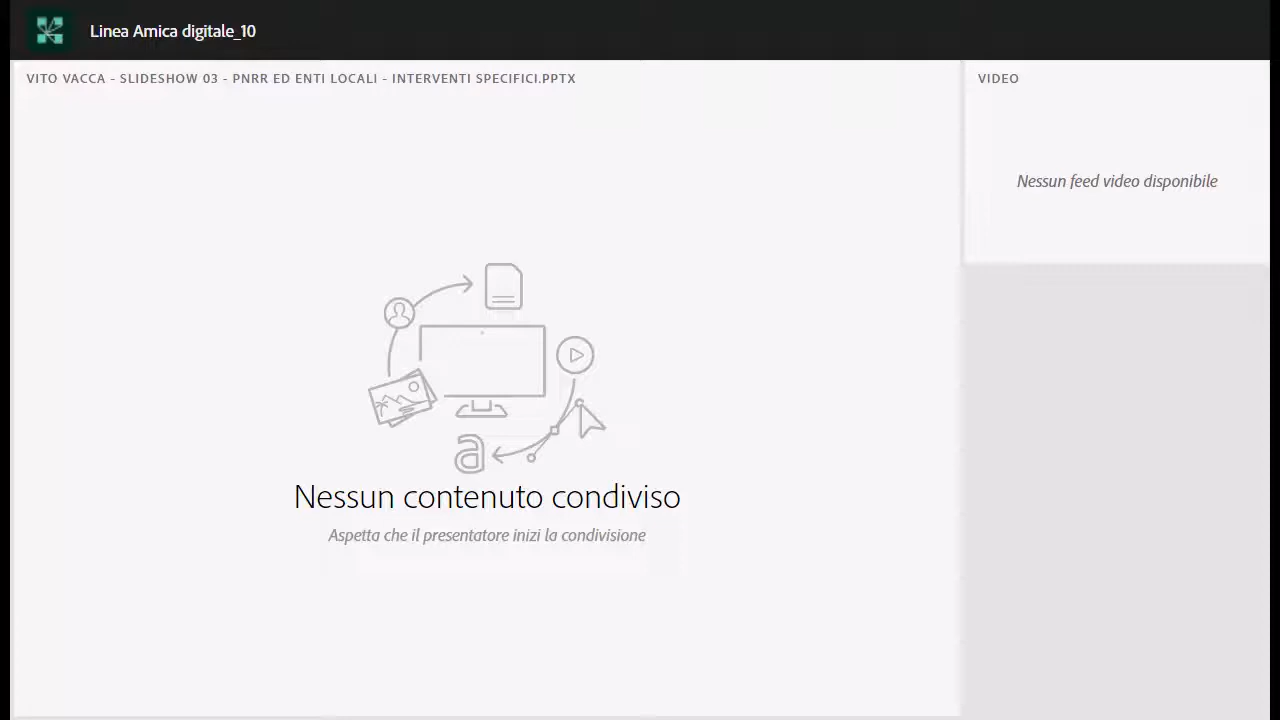 Linea Amica digitale_10
VITO VACCA - SLIDESHOW 03 - PNRR ED ENTI LOCALI - INTERVENTI SPECIFICI.PPTX
VIDEO
Nessun feed video disponibile
a
Nessun contenuto condiviso
Aspetta che il presentatore inizi la condivisione